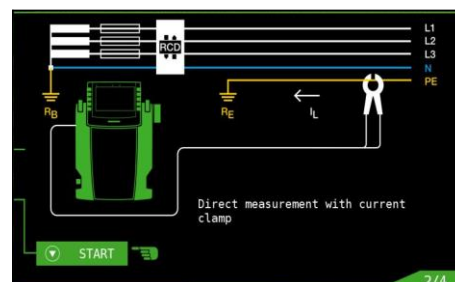 L1
L2
RCD
L3
N
PE
RB
RE
IL
Direct measurement with current
clamp
START
2/4